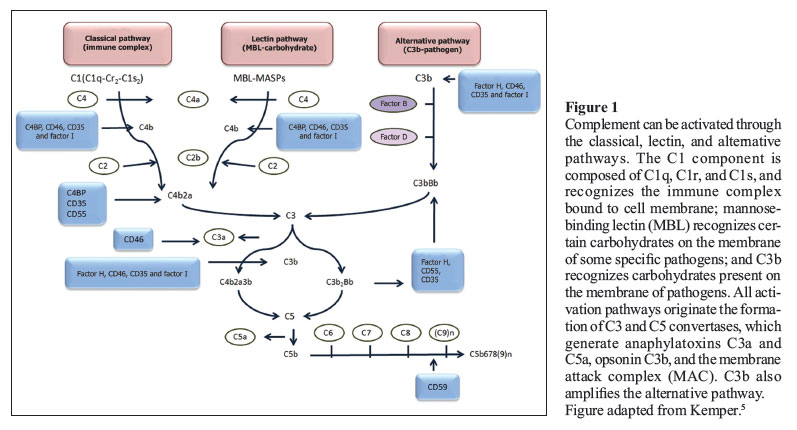 Classical pathway
(immune complex)
Lectin pathway
(MBL-carbohydrate)
Alternative pathway
(C3b-pathogen)
C1(C1q-Cr2-C1s2)
MBL-MASPs
C3b
Factor H, CD46,
CD35 and factor I
C4
C4a
C4
Factor B
C4BP, CD46, CD35
and factor I
C4b
C4b
C4BP, CD46, CD35
and factor I
Factor D
C2
C2b
C2
C3bBb
C4BP
CD35
CD55
C4b2a
C3
CD46
C3a
Factor H, CD46, CD35 and factor I
C3b
Factor H,
CD55,
CD35
C4b2a3b
C3b2Bb
C5
C5a
C6
C7
C8
(C9)n
C5b
C5b678(9)n
CD59
Figure 1
Complement can be activated through
the classical, lectin, and alternative
pathways. The C1 component is
composed of C1q, C1r, and C1s, and
recognizes the immune complex
bound to cell membrane; mannose-
binding lectin (MBL) recognizes cer-
tain carbohydrates on the membrane
of some specific pathogens; and C3b
recognizes carbohydrates present on
the membrane of pathogens. All acti-
vation pathways originate the forma-
tion of C3 and C5 convertases, which
generate anaphylatoxins C3a and
C5a, opsonin C3b, and the membrane
attack complex (MAC). C3b also
amplifies the alternative pathway.
Figure adapted from Kemper.5